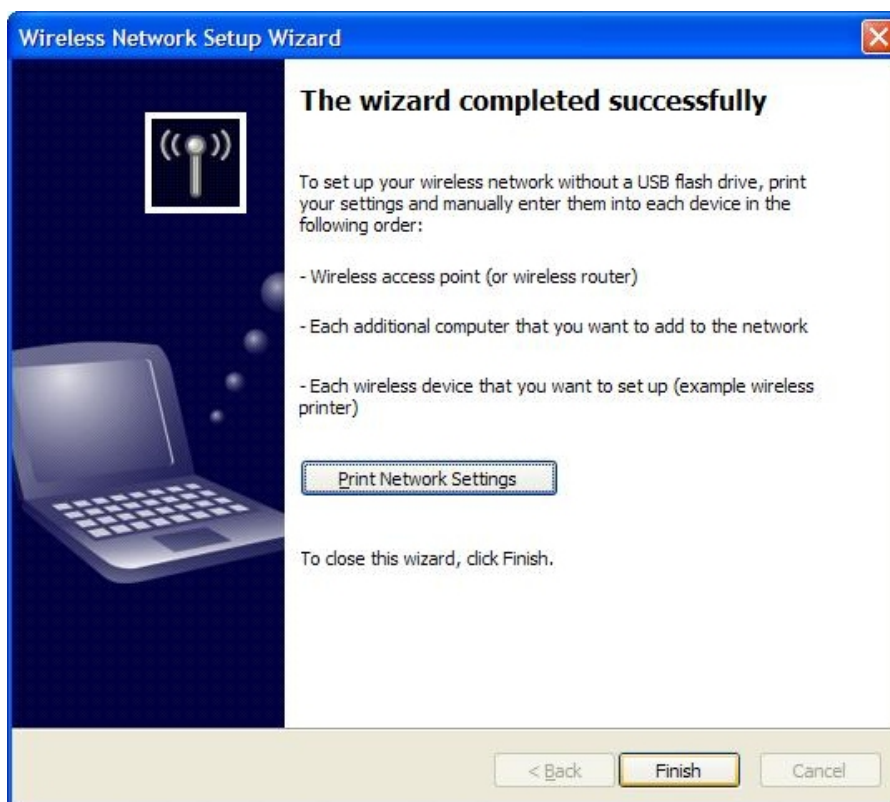 Wireless Network Setup Wizard
The wizard completed successfully
To set up your wireless network without a USB flash drive, print
your settings and manually enter them into each device in the
following order:
- Wireless access point (or wireless router)
- Each additional computer that you want to add to the network
- Each wireless device that you want to set up (example wireless
printer)
Print Network Settings
To close this wizard, click Finish.
< Back Finish Cancel